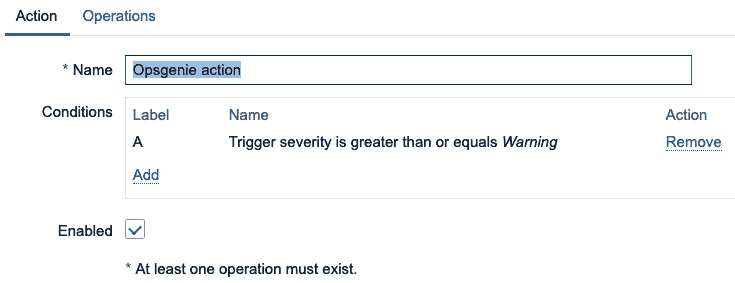 Action Operations
* Name Opsgenie action
Conditions Label Name Action
A Trigger severity is greater than or equals Warning Remove
Add
Enabled
* At least one operation must exist.